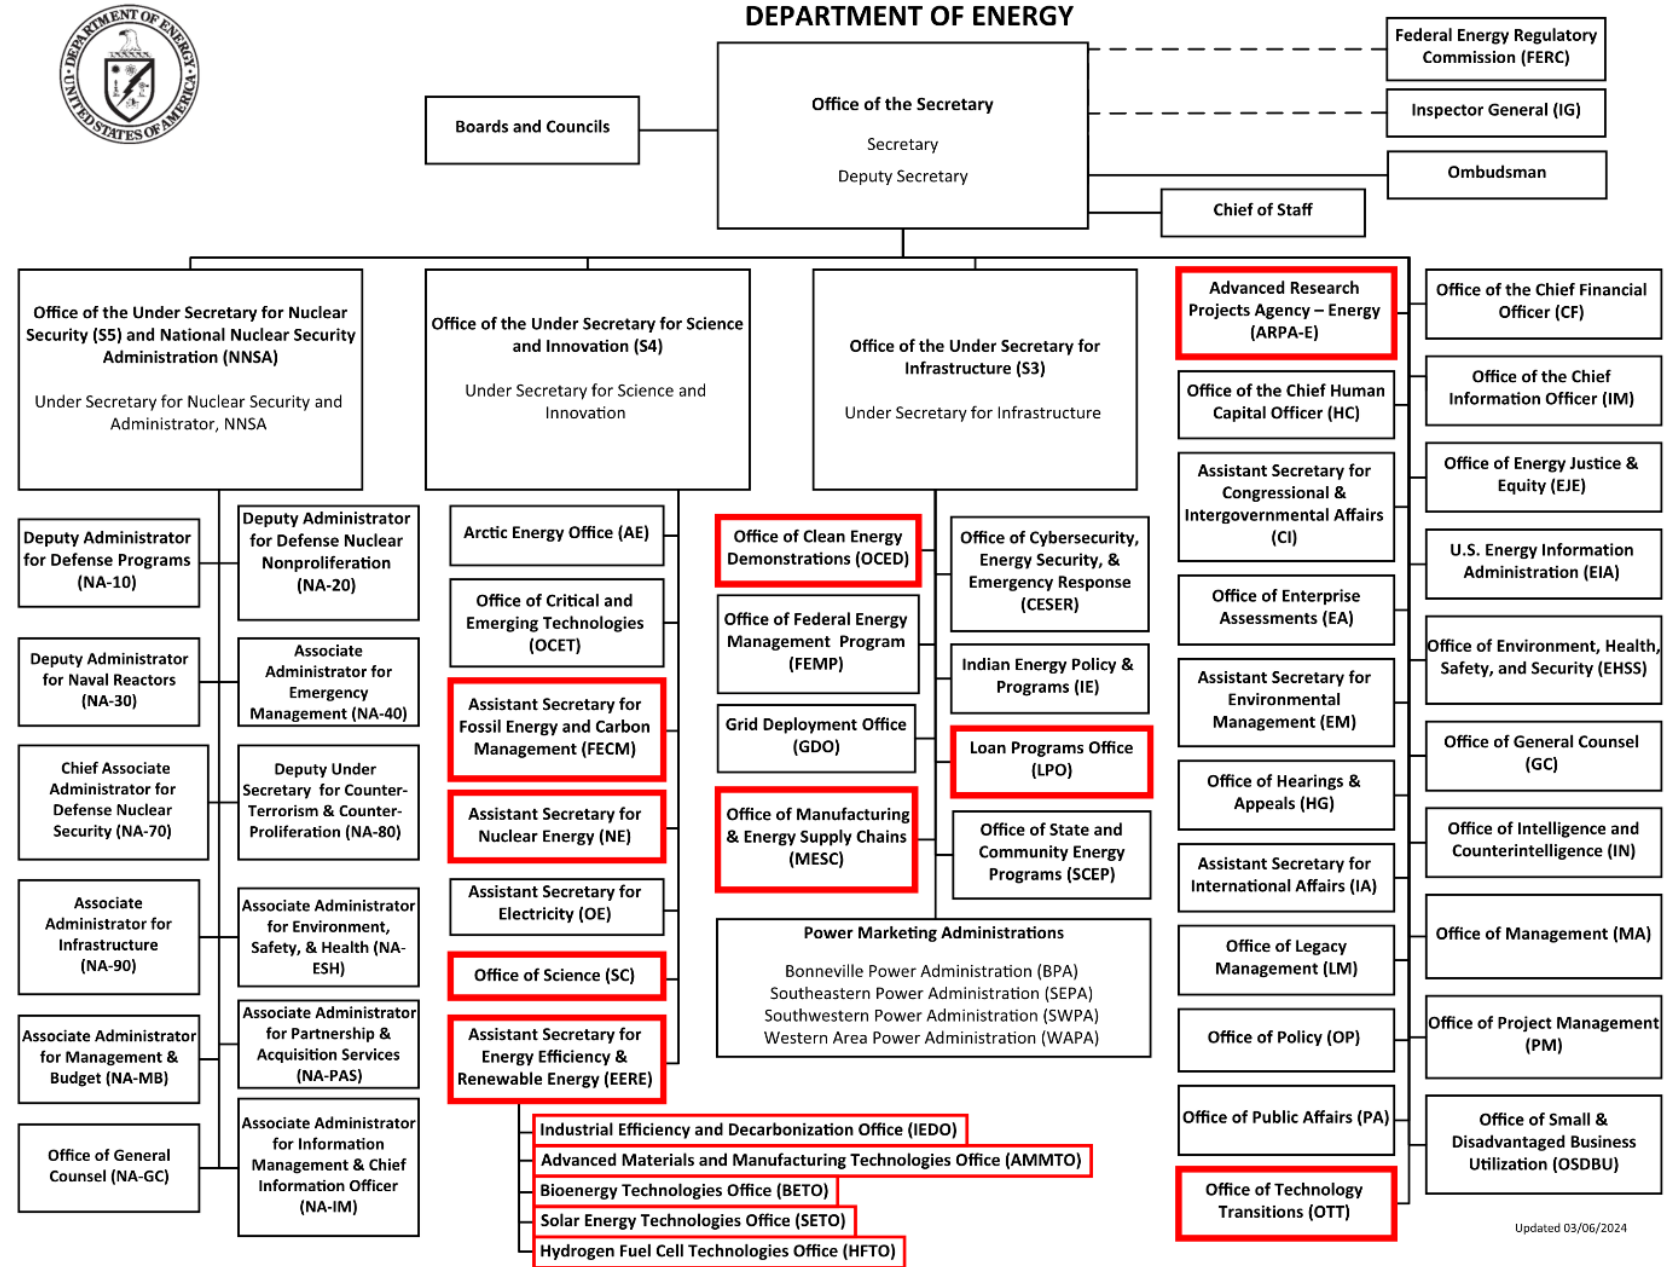 DEPARTMENT OF ENERGY
DEPARTMENT OF ENERGY
UNITED STATES OF AMERICA
Office of the Secretary
Secretary
Deputy Secretary
Boards and Councils
Federal Energy Regulatory
Commission (FERC)
Inspector General (IG)
Ombudsman
Chief of Staff
Office of the Under Secretary for Nuclear
Security (S5) and National Nuclear Security
Administration (NNSA)
Under Secretary for Nuclear Security and
Administrator, NNSA
Deputy Administrator
for Defense Programs
(NA-10)
Deputy Administrator
for Defense Nuclear
Nonproliferation
(NA-20)
Deputy Administrator
for Naval Reactors
(NA-30)
Associate
Administrator for
Emergency
Management (NA-40)
Chief Associate
Administrator for
Defense Nuclear
Security (NA-70)
Deputy Under
Secretary for Counter-
Terrorism & Counter-
Proliferation (NA-80)
Associate
Administrator for
Infrastructure
(NA-90)
Associate Administrator
for Environment,
Safety, & Health (NA-
ESH)
Associate Administrator
for Management &
Budget (NA-MB)
Associate Administrator
for Partnership &
Acquisition Services
(NA-PAS)
Office of General
Counsel (NA-GC)
Associate Administrator
for Information
Management & Chief
Information Officer
(NA-IM)
Office of the Under Secretary for Science
and Innovation (S4)
Under Secretary for Science and
Innovation
Arctic Energy Office (AE)
Office of Critical and
Emerging Technologies
(OCET)
Assistant Secretary for
Fossil Energy and Carbon
Management (FECM)
Assistant Secretary for
Nuclear Energy (NE)
Assistant Secretary for
Electricity (OE)
Office of Science (SC)
Assistant Secretary for
Energy Efficiency &
Renewable Energy (EERE)
Industrial Efficiency and Decarbonization Office (IEDO)
Advanced Materials and Manufacturing Technologies Office (AMMTO)
Bioenergy Technologies Office (BETO)
Solar Energy Technologies Office (SETO)
Hydrogen Fuel Cell Technologies Office (HFTO)
Office of the Under Secretary for
Infrastructure (S3)
Under Secretary for Infrastructure
Office of Clean Energy
Demonstrations (OCED)
Office of Cybersecurity,
Energy Security, &
Emergency Response
(CESER)
Office of Federal Energy
Management Program
(FEMP)
Indian Energy Policy &
Programs (IE)
Grid Deployment Office
(GDO)
Loan Programs Office
(LPO)
Office of Manufacturing
& Energy Supply Chains
(MESC)
Office of State and
Community Energy
Programs (SCEP)
Power Marketing Administrations
Bonneville Power Administration (BPA)
Southeastern Power Administration (SEPA)
Southwestern Power Administration (SWPA)
Western Area Power Administration (WAPA)
Advanced Research
Projects Agency – Energy
(ARPA-E)
Office of the Chief Financial
Officer (CF)
Office of the Chief Human
Capital Officer (HC)
Office of the Chief
Information Officer (IM)
Assistant Secretary for
Congressional &
Intergovernmental Affairs
(CI)
Office of Energy Justice &
Equity (EJE)
U.S. Energy Information
Administration (EIA)
Office of Enterprise
Assessments (EA)
Office of Environment, Health,
Safety, and Security (EHSS)
Assistant Secretary for
Environmental
Management (EM)
Office of General Counsel
(GC)
Office of Hearings &
Appeals (HG)
Office of Intelligence and
Counterintelligence (IN)
Assistant Secretary for
International Affairs (IA)
Office of Management (MA)
Office of Legacy
Management (LM)
Office of Project Management
(PM)
Office of Policy (OP)
Office of Public Affairs (PA)
Office of Small &
Disadvantaged Business
Utilization (OSDBU)
Office of Technology
Transitions (OTT)
Updated 03/06/2024